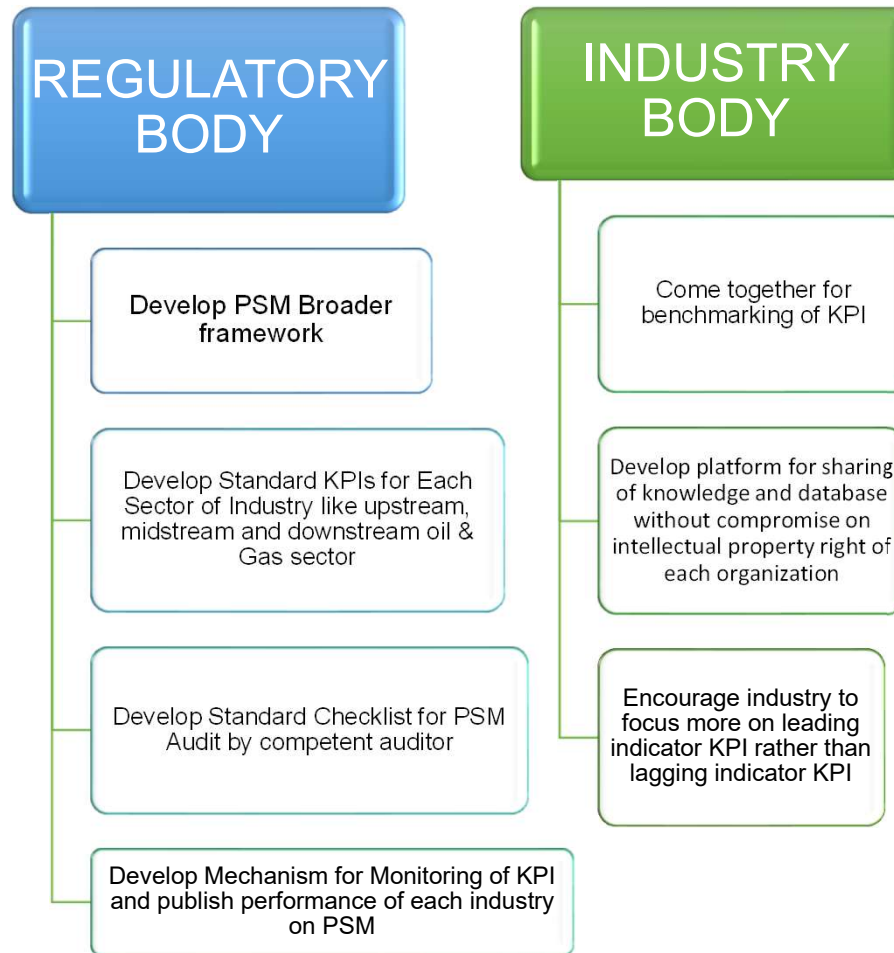 REGULATORY
BODY
Develop PSM Broader
framework
Develop Standard KPIs for Each
Sector of Industry like upstream,
midstream and downstream oil &
Gas sector
Develop Standard Checklist for PSM
Audit by competent auditor
Develop Mechanism for Monitoring of KPI
and publish performance of each industry
on PSM
INDUSTRY
BODY
Come together for
benchmarking of KPI
Develop platform for sharing
of knowledge and database
without compromise on
intellectual property right of
each organization
Encourage industry to
focus more on leading
indicator KPI rather than
lagging indicator KPI